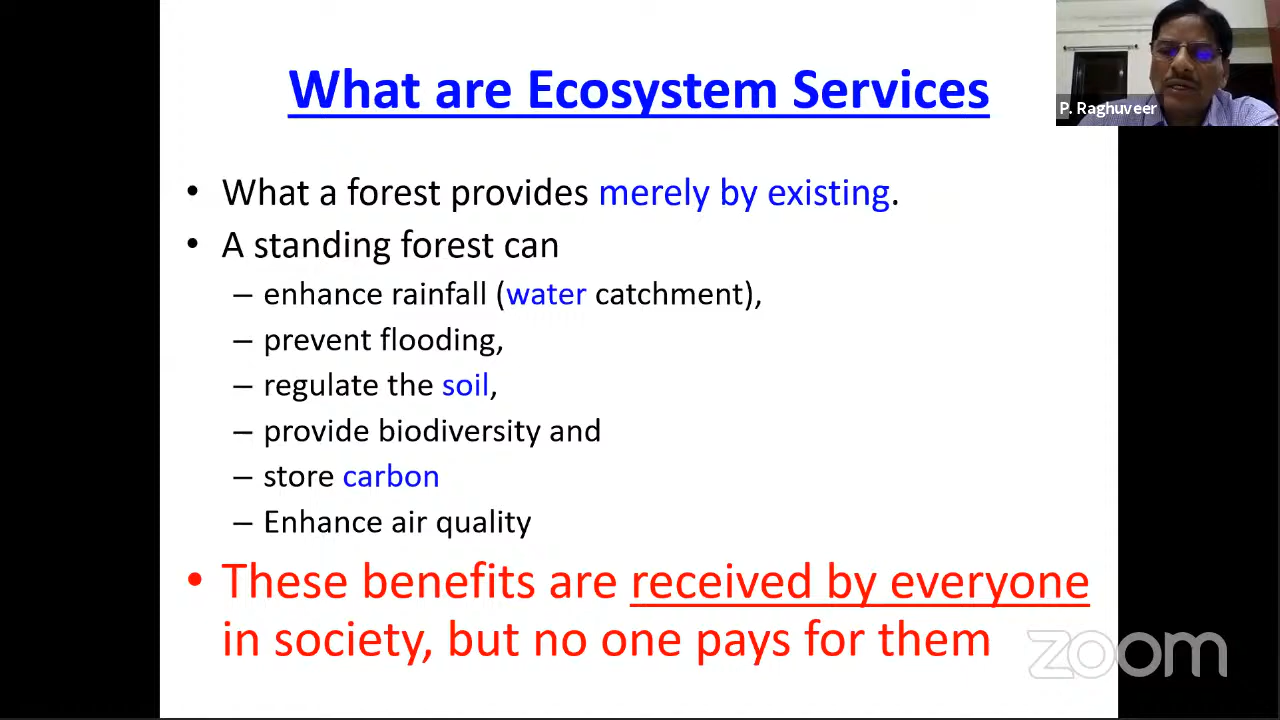 What are Ecosystem Services
P. Raghuveer
• What a forest provides merely by existing.
• A standing forest can
– enhance rainfall (water catchment),
– prevent flooding,
– regulate the soil,
– provide biodiversity and
– store carbon
– Enhance air quality
• These benefits are received by everyone
in society, but no one pays for them
zoom